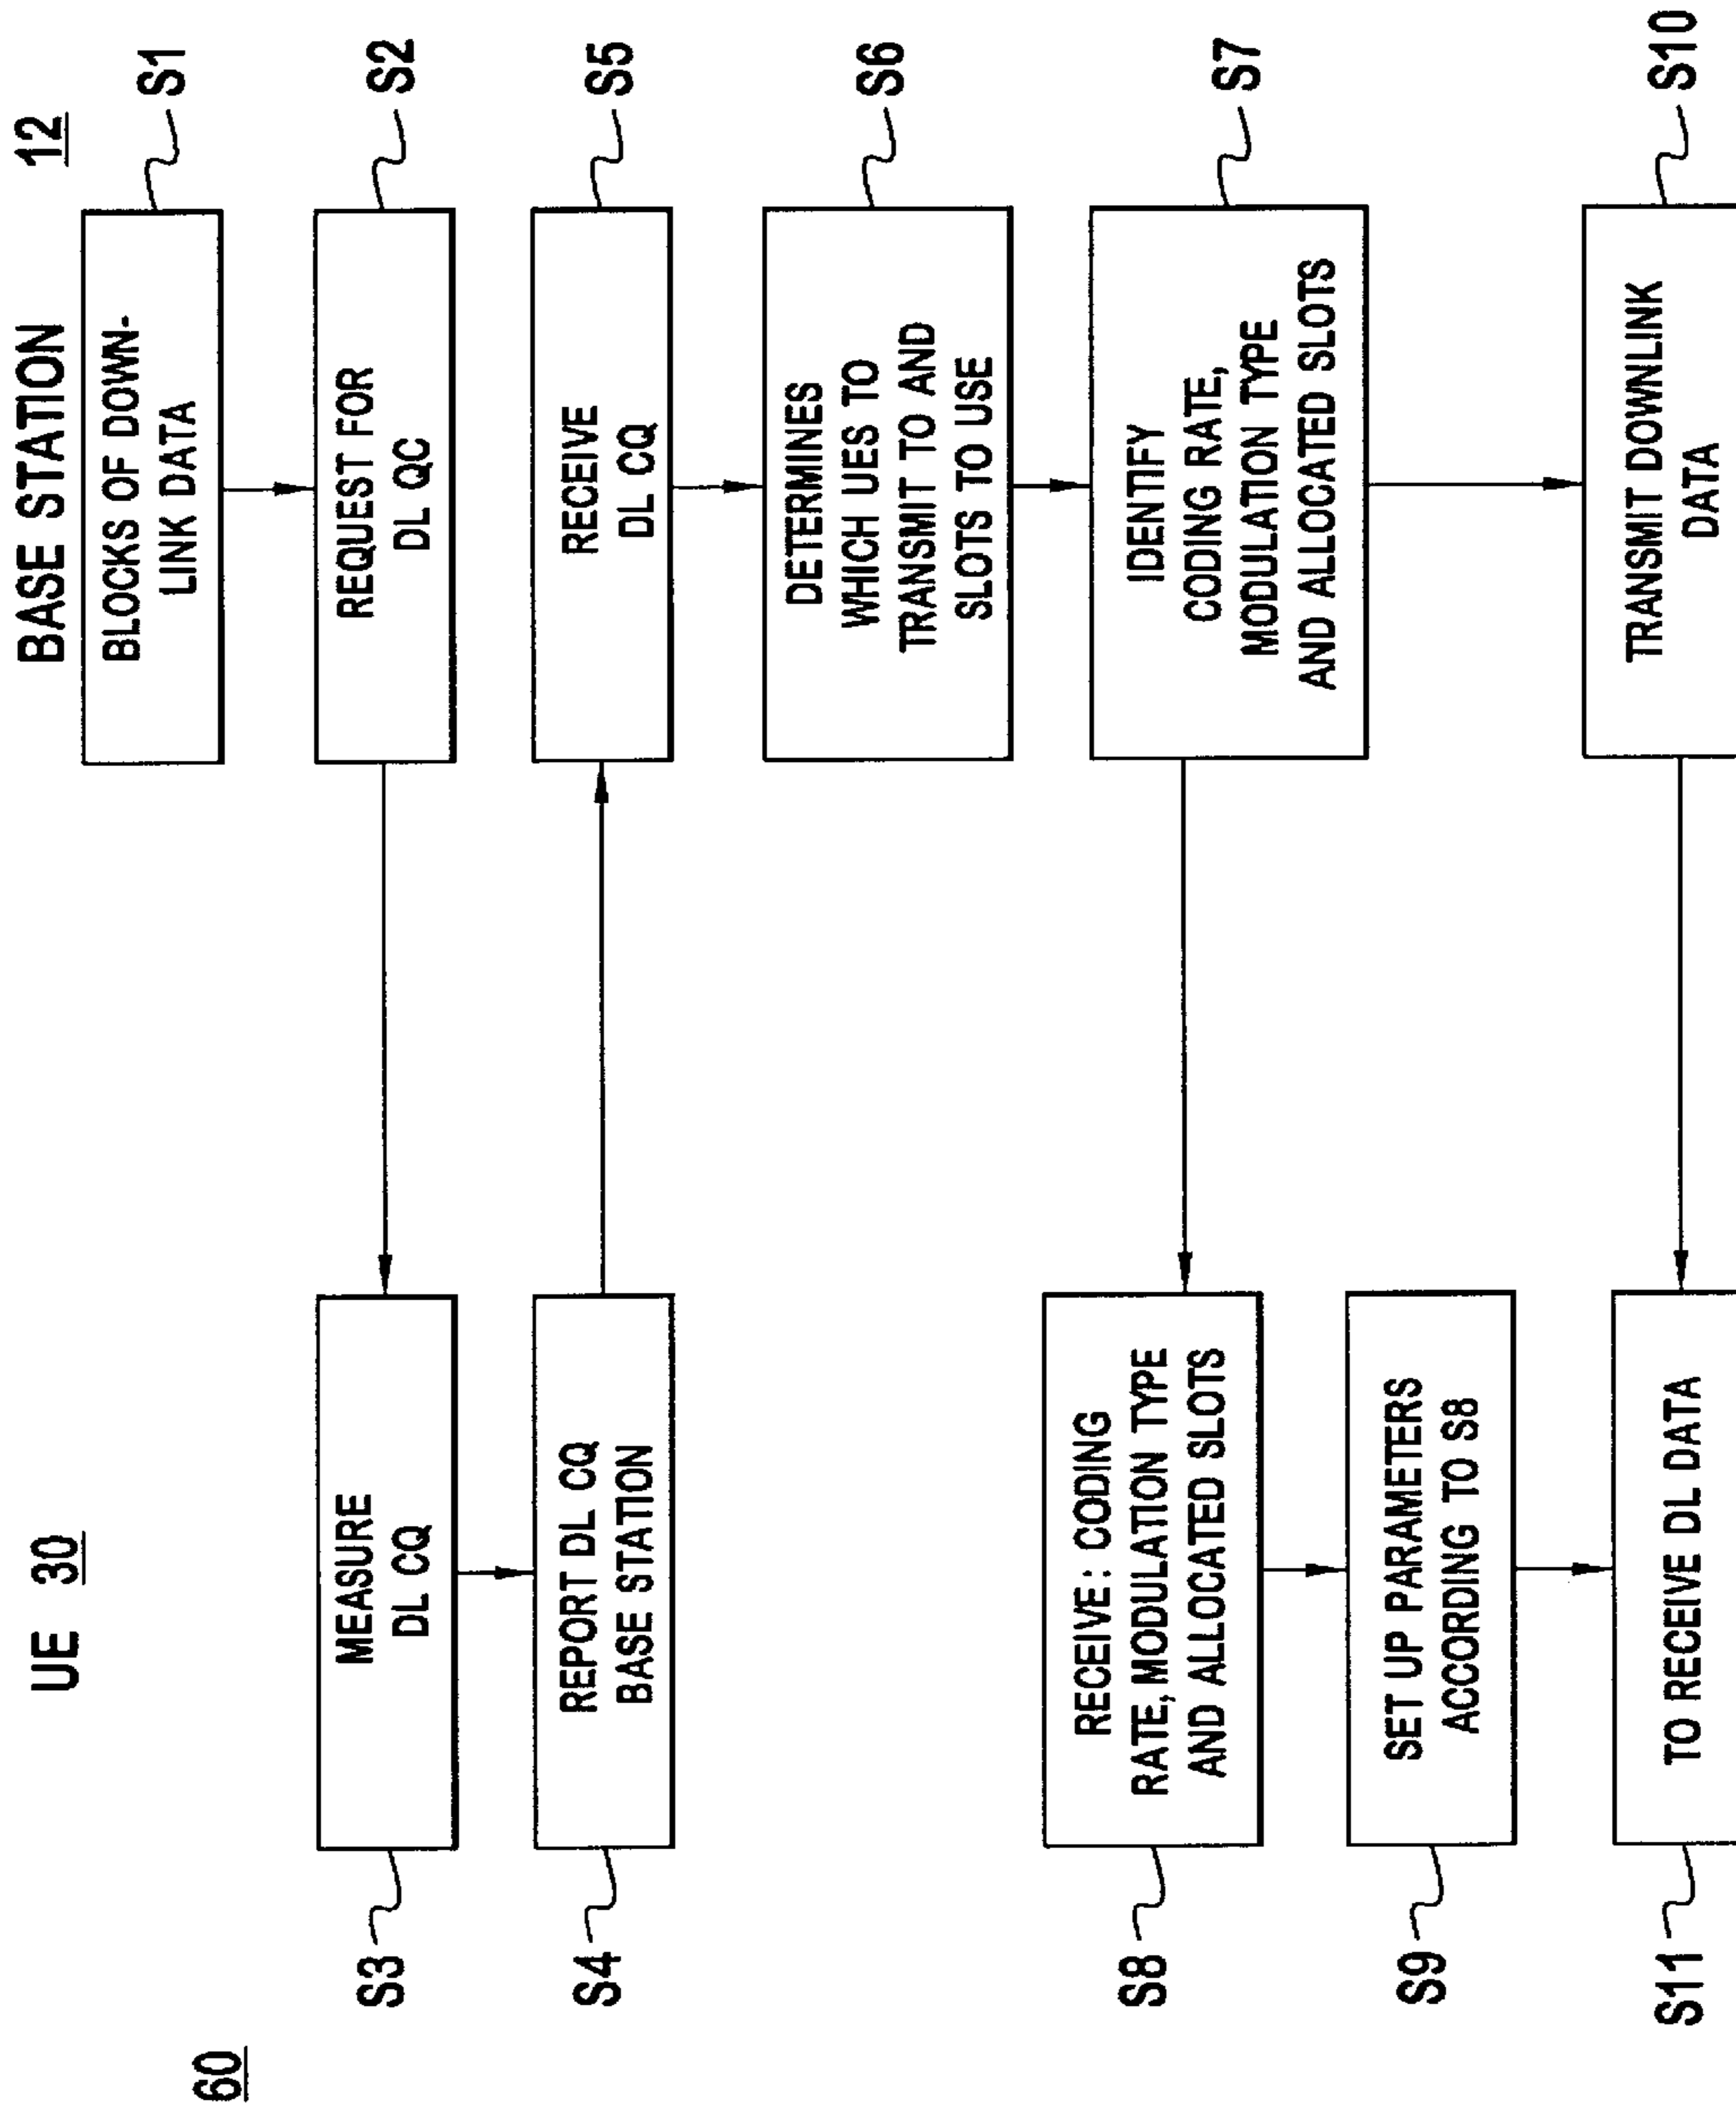 60
UE 30
BASE STATION 12
BLOCKS OF DOWN-
LINK DATA
S1
REQUEST FOR
DL QC
S2
S3
MEASURE
DL CQ
S4
REPORT DL CQ
BASE STATION
RECEIVE
DL CQ
S5
DETERMINES
WHICH UES TO
TRANSMIT TO AND
SLOTS TO USE
S6
IDENTIFY
CODING RATE,
MODULATION TYPE
AND ALLOCATED SLOTS
S7
S8
RECEIVE: CODING
RATE, MODULATION TYPE
AND ALLOCATED SLOTS
S9
SET UP PARAMETERS
ACCORDING TO S8
TRANSMIT DOWNLINK
DATA
S10
S11
TO RECEIVE DL DATA